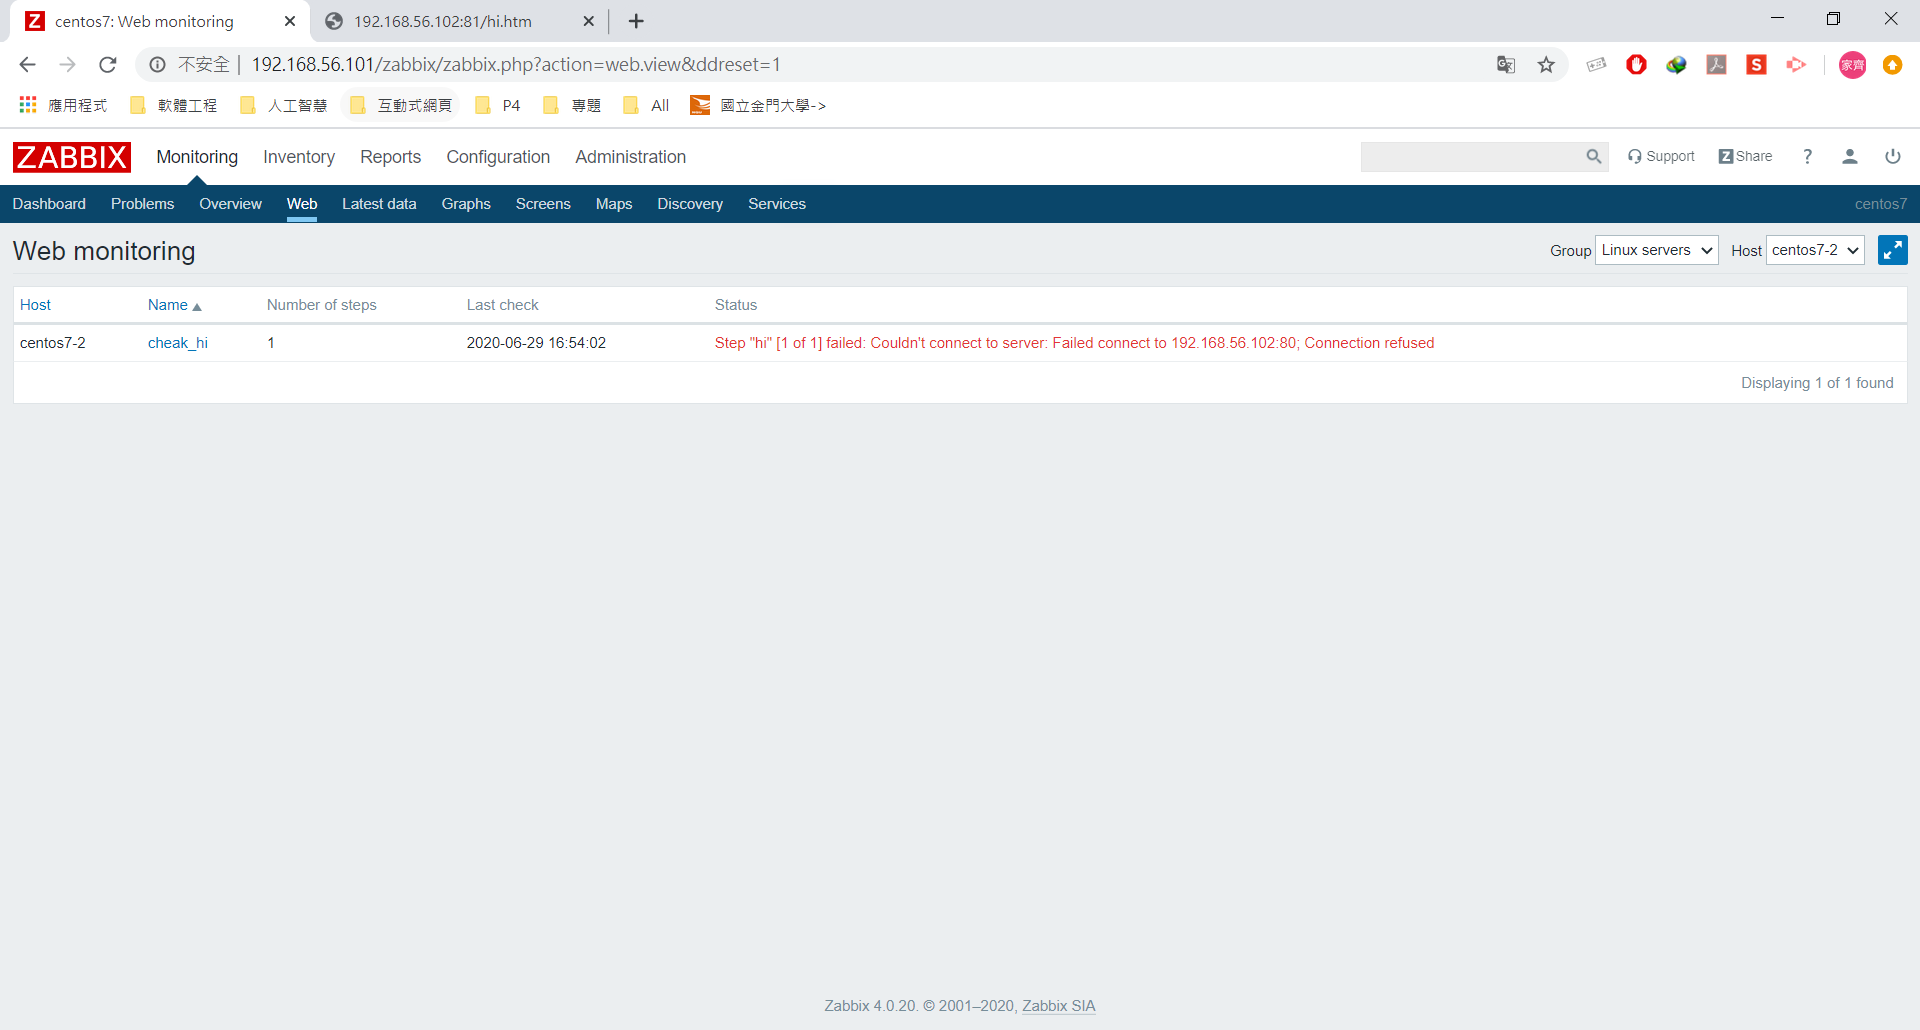 centos7: Web monitoring
192.168.56.102:81/hi.htm
不安全 | 192.168.56.101/zabbix/zabbix.php?action=web.view&ddreset=1
家齊
應用程式 軟體工程 人工智慧 互動式網頁 P4 專題 All 國立金門大學->
ZABBIX Monitoring Inventory Reports Configuration Administration Support Z Share ?
Dashboard Problems Overview Web Latest data Graphs Screens Maps Discovery Services centos7
Web monitoring Group Linux servers Host centos7-2
Host Name Number of steps Last check Status
centos7-2 cheak_hi 1 2020-06-29 16:54:02 Step "hi" [1 of 1] failed: Couldn't connect to server: Failed connect to 192.168.56.102:80; Connection refused
Displaying 1 of 1 found
Zabbix 4.0.20. © 2001–2020, Zabbix SIA